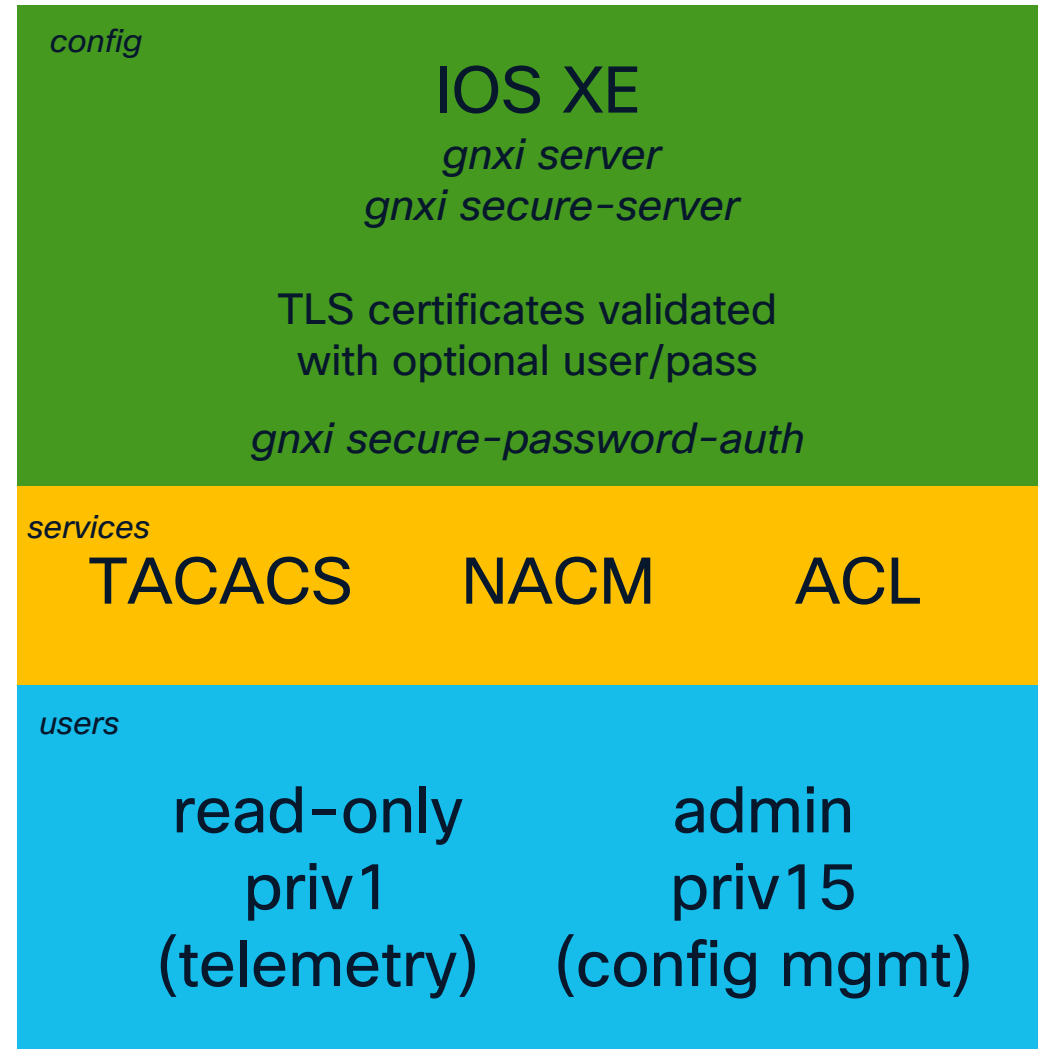 config
IOS XE
gnxi server
gnxi secure-server
TLS certificates validated
with optional user/pass
gnxi secure-password-auth
services
TACACS NACM ACL
users
read-only admin
priv1 priv15
(telemetry) (config mgmt)